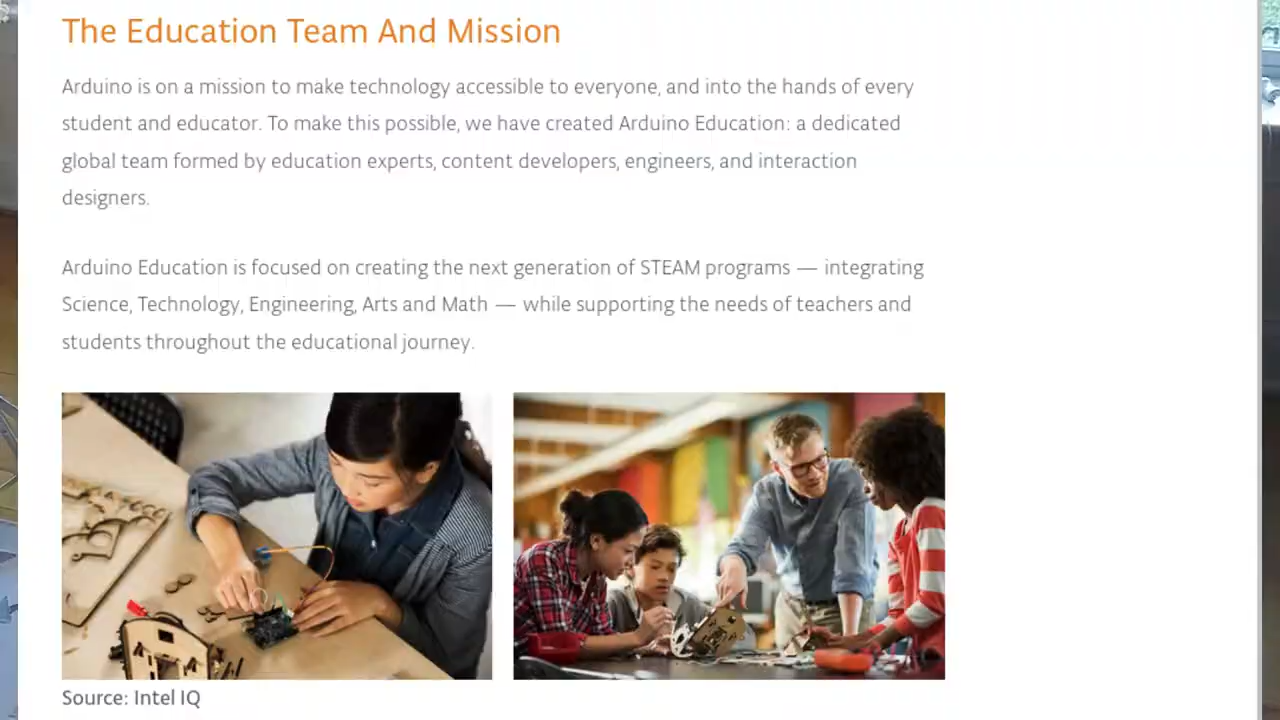 The Education Team And Mission
Arduino is on a mission to make technology accessible to everyone, and into the hands of every
student and educator. To make this possible, we have created Arduino Education: a dedicated
global team formed by education experts, content developers, engineers, and interaction
designers.
Arduino Education is focused on creating the next generation of STEAM programs — integrating
Science, Technology, Engineering, Arts and Math — while supporting the needs of teachers and
students throughout the educational journey.
Source: Intel IQ